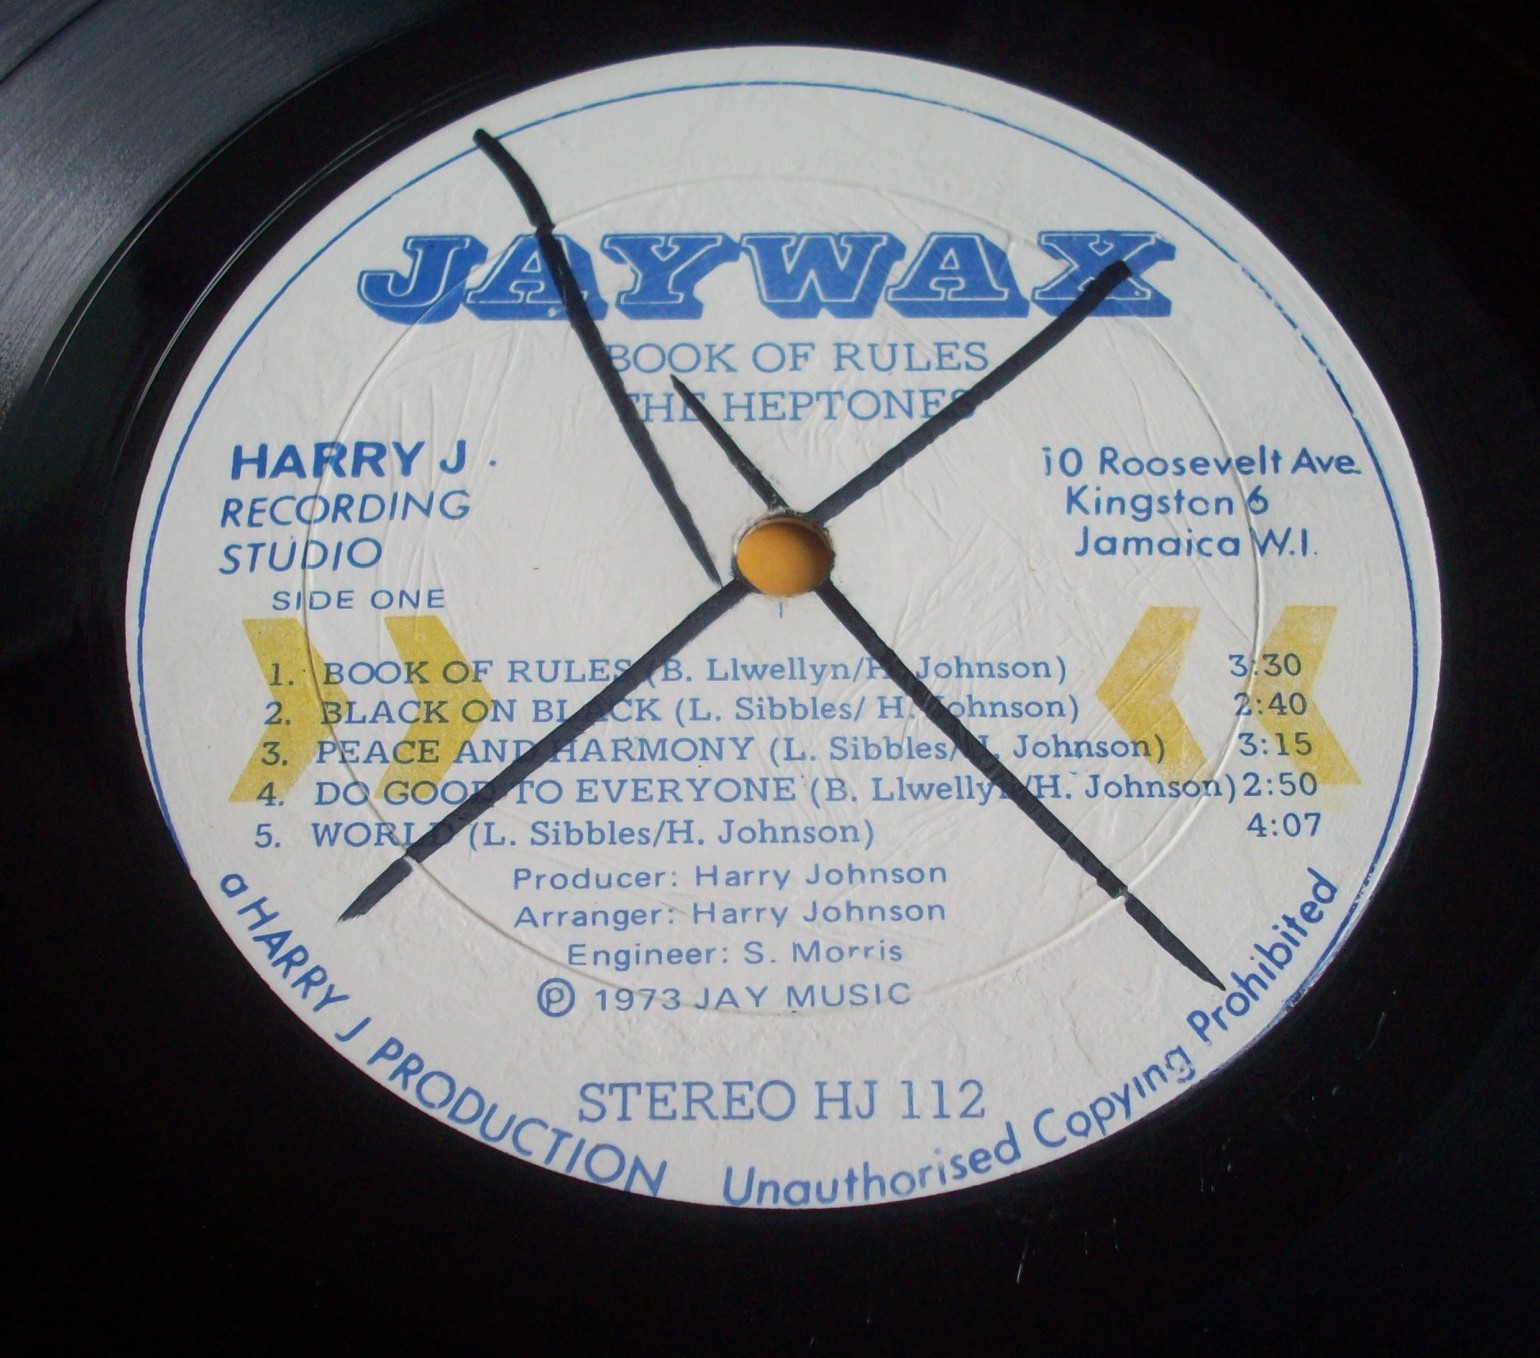 JAYWAX
BOOK OF RULES
THE HEPTONES
HARRY J.
RECORDING
STUDIO
10 Roosevelt Ave.
Kingston 6
Jamaica W.I.
SIDE ONE
1. BOOK OF RULES (B. Llwellyn/H. Johnson) 3:30
2. BLACK ON BLACK (L. Sibbles/ H. Johnson) 2:40
3. PEACE AND HARMONY (L. Sibbles/H. Johnson) 3:15
4. DO GOOD TO EVERYONE (B. Llwellyn/H. Johnson) 2:50
5. WORLD (L. Sibbles/H. Johnson) 4:07
Producer: Harry Johnson
Arranger: Harry Johnson
Engineer: S. Morris
℗ 1973 JAY MUSIC
STEREO HJ 112
a HARRY J PRODUCTION Unauthorised Copying Prohibited